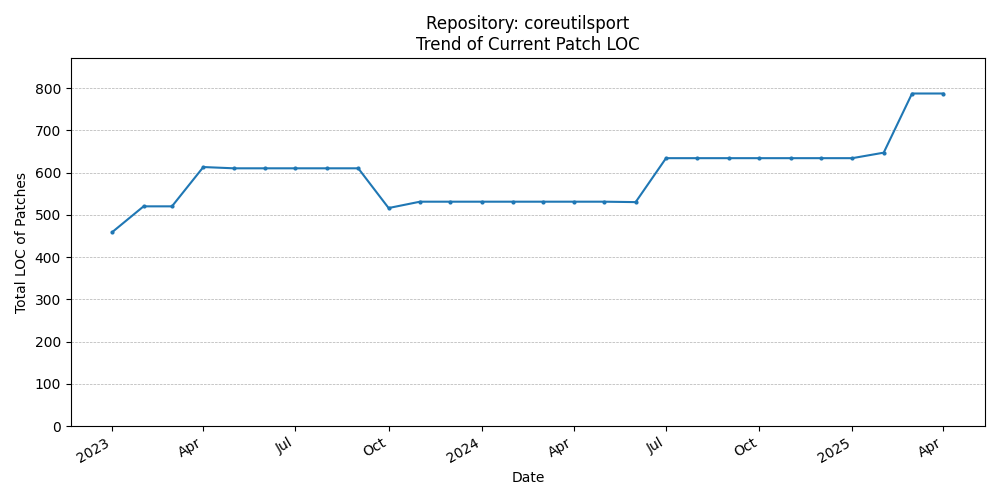 Repository: coreutilsport
Trend of Current Patch LOC
Total LOC of Patches
800
700
600
500
400
300
200
100
0
2023
Apr
Jul
Oct
2024
Apr
Jul
Oct
2025
Apr
Date